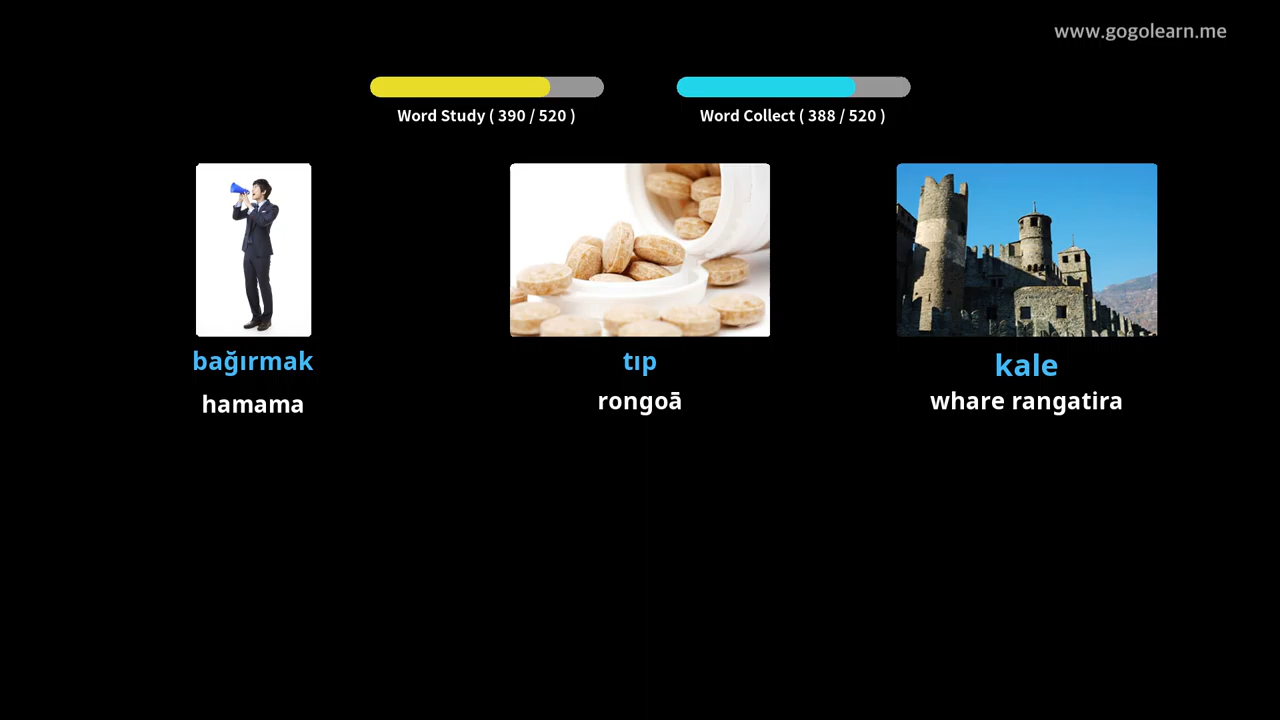 www.gogolearn.me
Word Study ( 390 / 520 )
Word Collect ( 388 / 520 )
bağırmak
hamama
tıp
rongoā
kale
whare rangatira